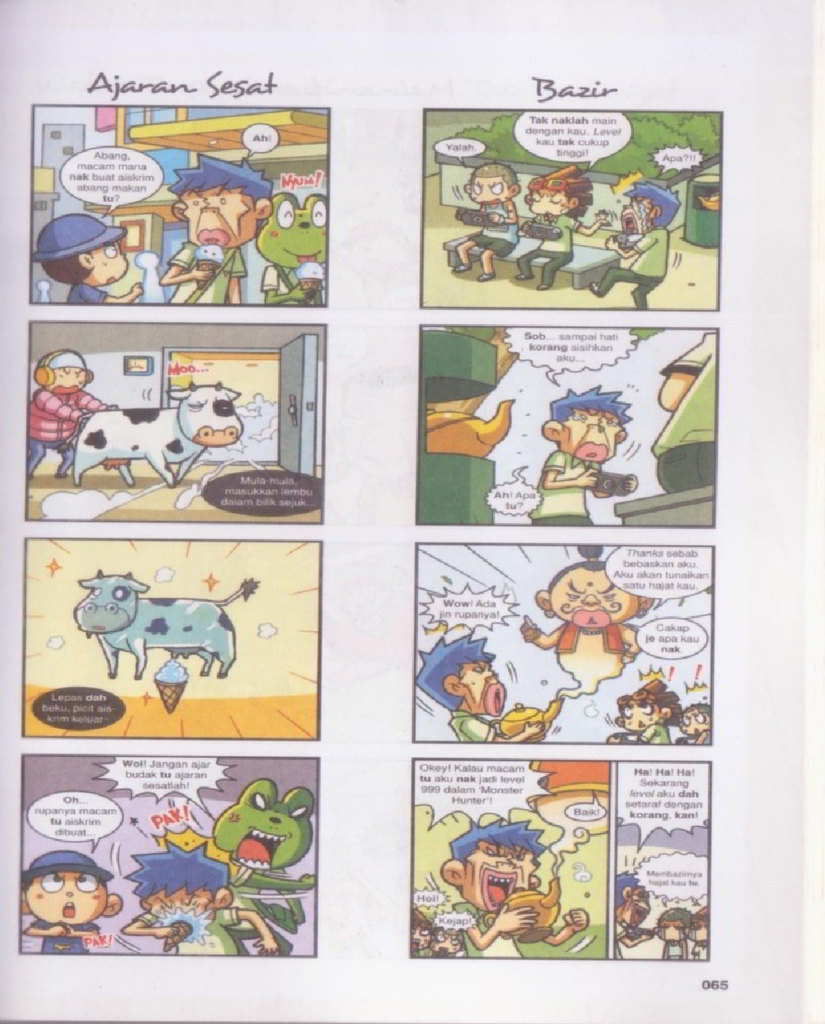 Ajaran Sesat
Abang,
macam mana
nak buat aiskrim
abang makan
tu?
Ah!
NYUM!
MOO...
Mula-mula,
masukkan lembu
dalam bilik sejuk...
Lepas dah
beku, picit ais-
krim keluar~
Woi! Jangan ajar
budak tu ajaran
sesatlah!
Oh...
rupanya macam
tu aiskrim
dibuat...
PAK!
PAK!
Bazir
Yalah.
Tak naklah main
dengan kau. Level
kau tak cukup
tinggi!
Apa?!!
Sob... sampai hati
korang sisihkan
aku...
Ah! Apa
tu?
Thanks sebab
bebaskan aku.
Aku akan tunaikan
satu hajat kau.
Wow! Ada
jin rupanya!
Cakap
je apa kau
nak.
Okey! Kalau macam
tu aku nak jadi level
999 dalam 'Monster
Hunter'!
Baik!
Hoi!
Kejap!
Ha! Ha! Ha!
Sekarang
level aku dah
setaraf dengan
korang, kan!
Membazirnya
hajat kau tu.
065